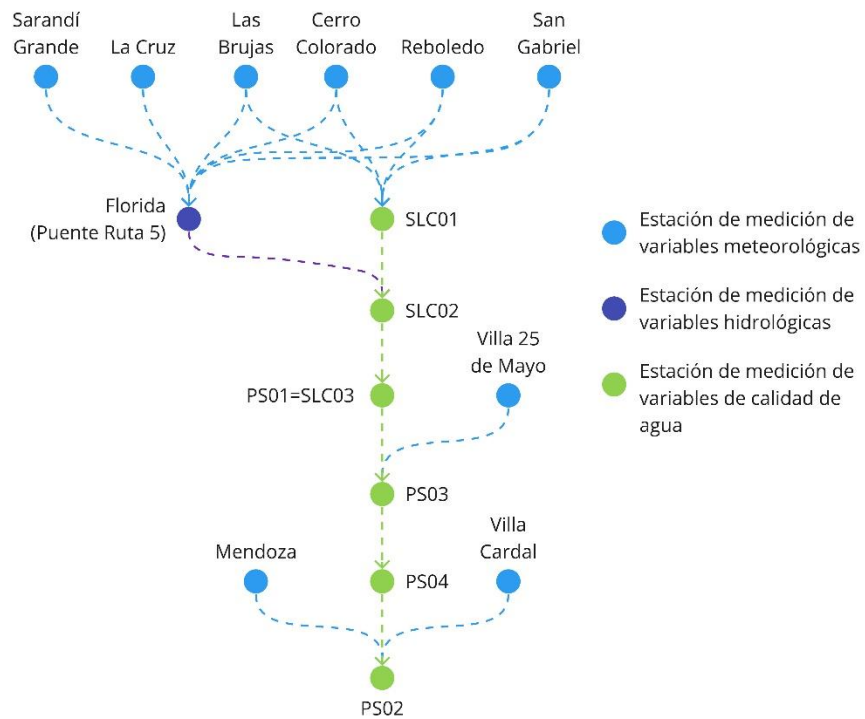 Sarandí
Grande
La Cruz
Las
Brujas
Cerro
Colorado
Reboledo
San
Gabriel
Florida
(Puente Ruta 5)
SLC01
SLC02
PS01=SLC03
Villa 25
de Mayo
PS03
Mendoza
PS04
Villa
Cardal
PS02
Estación de medición de
variables meteorológicas
Estación de medición de
variables hidrológicas
Estación de medición de
variables de calidad de
agua